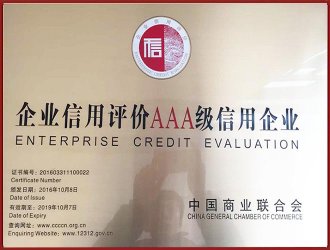 信
企业信用评价AAA级信用企业
ENTERPRISE CREDIT EVALUATION
证书编号：201603311100022
Certificate Number
颁发日期：2016年10月8日
Date of Issue
有效期至：2019年10月7日
Date of Expiry
查询网址：www.cccn.org.cn
Enquiring Website：www.12312.gov.cn
中国商业联合会
CHINA GENERAL CHAMBER OF COMMERCE